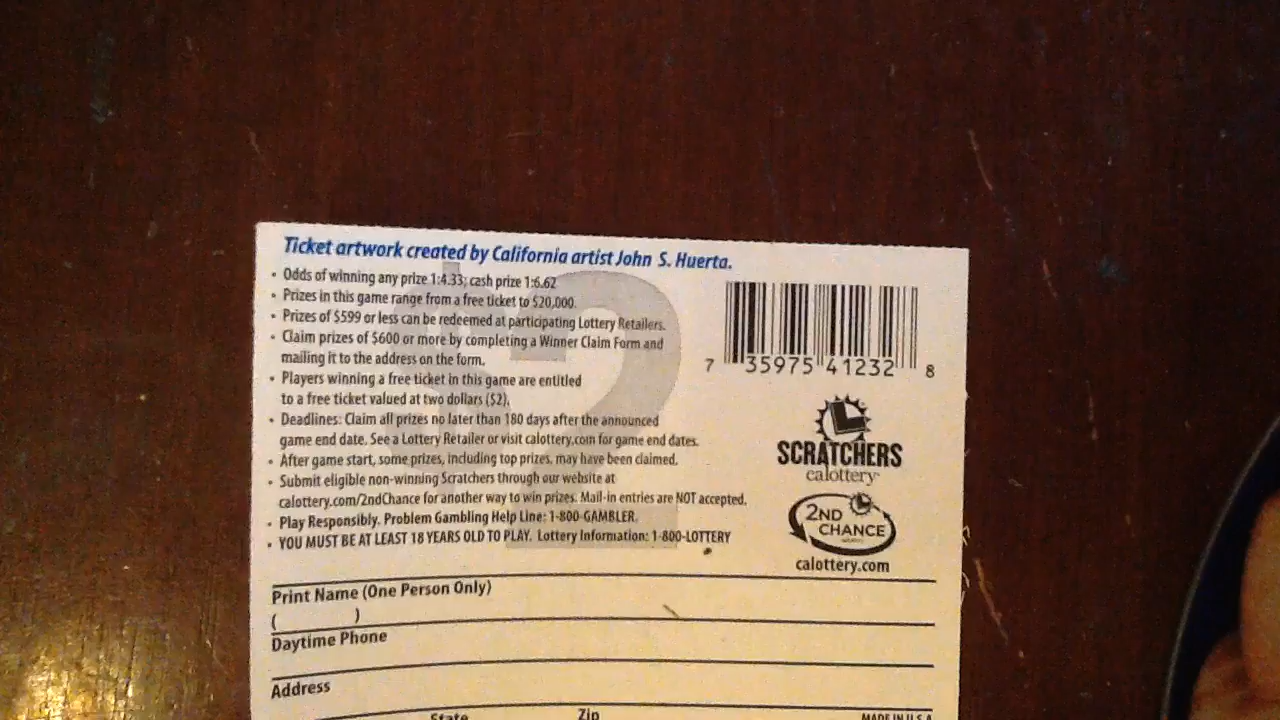 Ticket artwork created by California artist John S. Huerta.
• Odds of winning any prize 1:4.33; cash prize 1:6.62
• Prizes in this game range from a free ticket to $20,000.
• Prizes of $599 or less can be redeemed at participating Lottery Retailers.
• Claim prizes of $600 or more by completing a Winner Claim Form and
mailing it to the address on the form.
• Players winning a free ticket in this game are entitled
to a free ticket valued at two dollars ($2).
• Deadlines: Claim all prizes no later than 180 days after the announced
game end date. See a Lottery Retailer or visit calottery.com for game end dates.
• After game start, some prizes, including top prizes, may have been claimed.
• Submit eligible non-winning Scratchers through our website at
calottery.com/2ndChance for another way to win prizes. Mail-in entries are NOT accepted.
• Play Responsibly. Problem Gambling Help Line: 1-800-GAMBLER.
• YOU MUST BE AT LEAST 18 YEARS OLD TO PLAY. Lottery Information: 1-800-LOTTERY
$2
7 35975 41232 8
SCRATCHERS
calottery
2ND
CHANCE
calottery.com
Print Name (One Person Only)
( )
Daytime Phone
Address
State Zip MADE IN U.S.A.